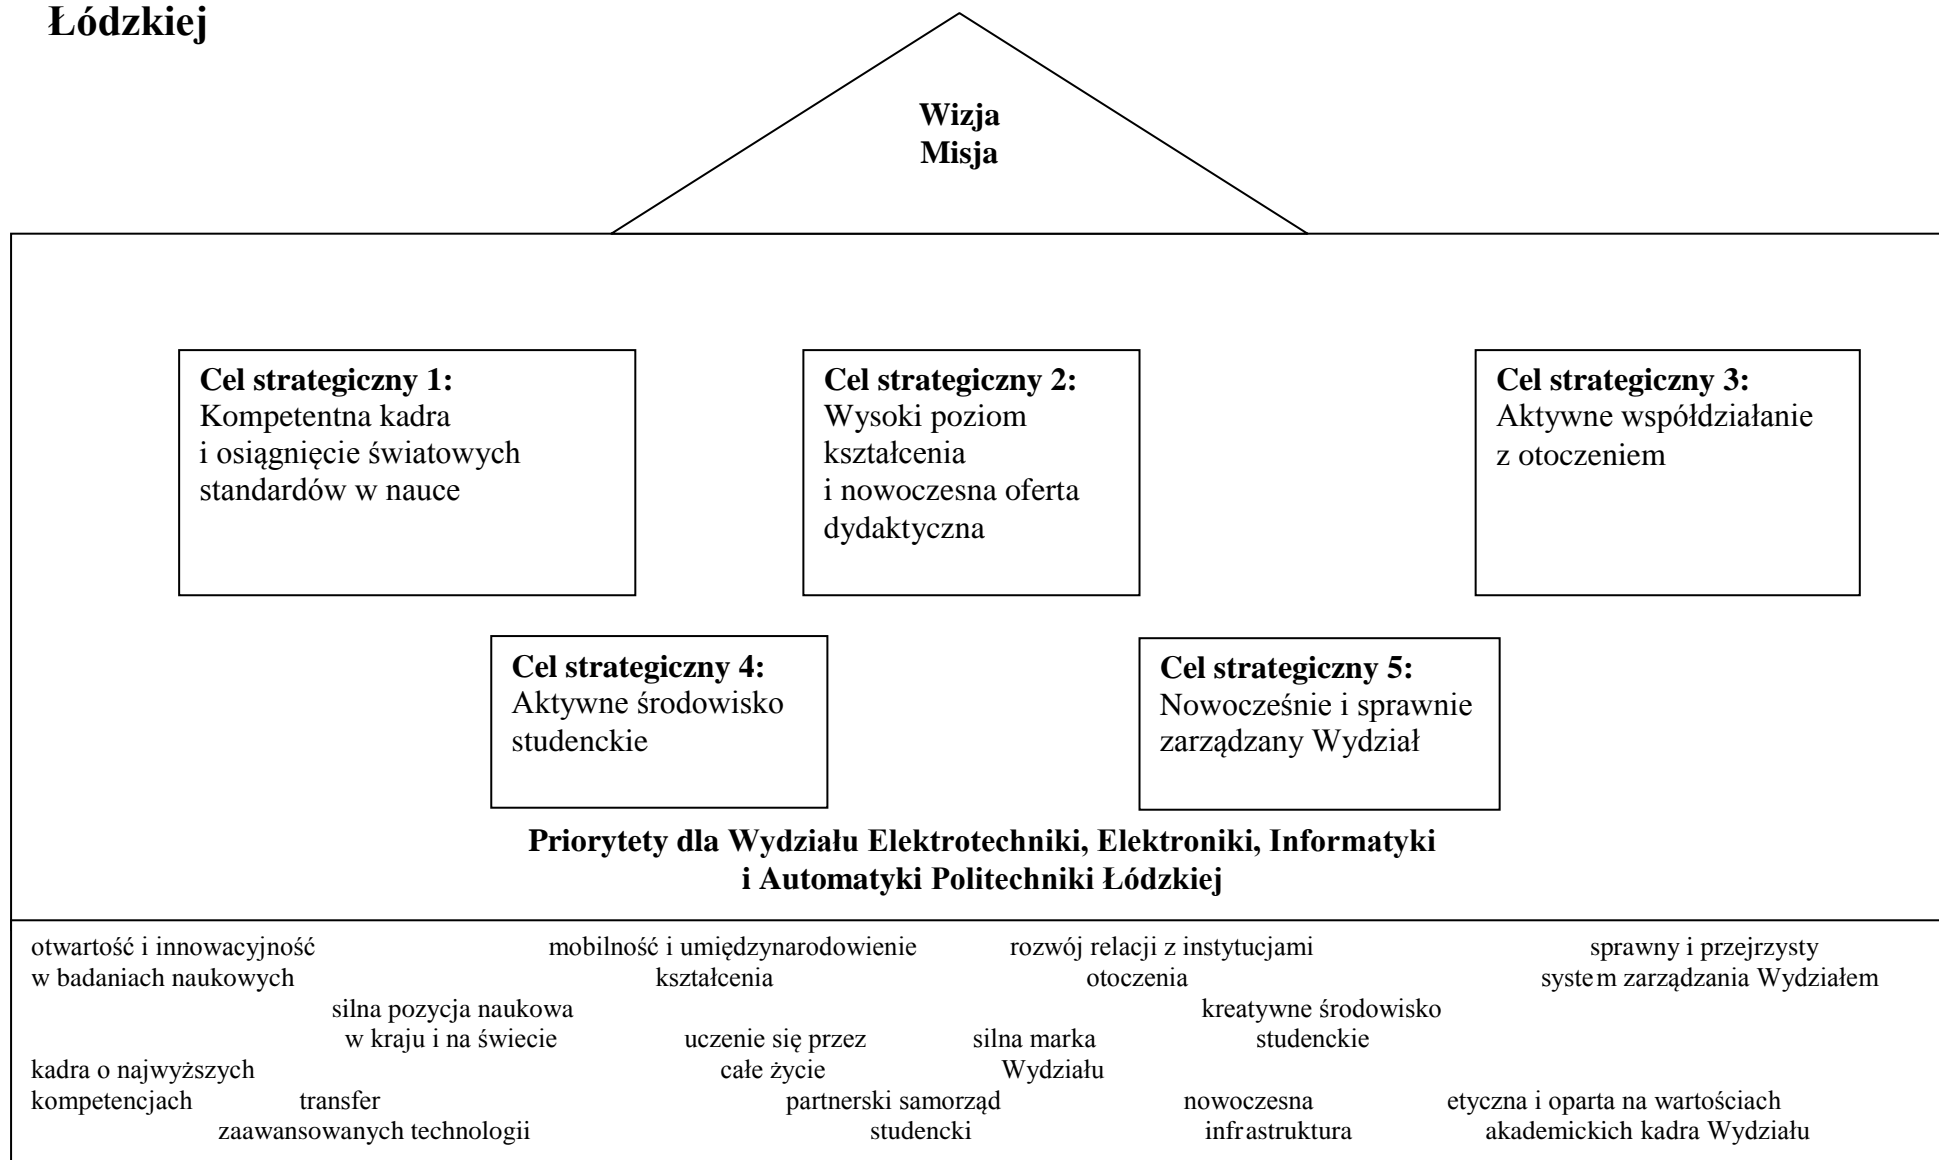 Łódzkiej
Wizja
Misja
Cel strategiczny 1:
Kompetentna kadra
i osiągnięcie światowych
standardów w nauce
Cel strategiczny 2:
Wysoki poziom
kształcenia
i nowoczesna oferta
dydaktyczna
Cel strategiczny 3:
Aktywne współdziałanie
z otoczeniem
Cel strategiczny 4:
Aktywne środowisko
studenckie
Cel strategiczny 5:
Nowocześnie i sprawnie
zarządzany Wydział
Priorytety dla Wydziału Elektrotechniki, Elektroniki, Informatyki
i Automatyki Politechniki Łódzkiej
otwartość i innowacyjność
w badaniach naukowych
mobilność i umiędzynarodowienie
kształcenia
rozwój relacji z instytucjami
otoczenia
sprawny i przejrzysty
system zarządzania Wydziałem
silna pozycja naukowa
w kraju i na świecie
kreatywne środowisko
studenckie
uczenie się przez
całe życie
silna marka
Wydziału
kadra o najwyższych
kompetencjach
transfer
zaawansowanych technologii
partnerski samorząd
studencki
nowoczesna
infrastruktura
etyczna i oparta na wartościach
akademickich kadra Wydziału